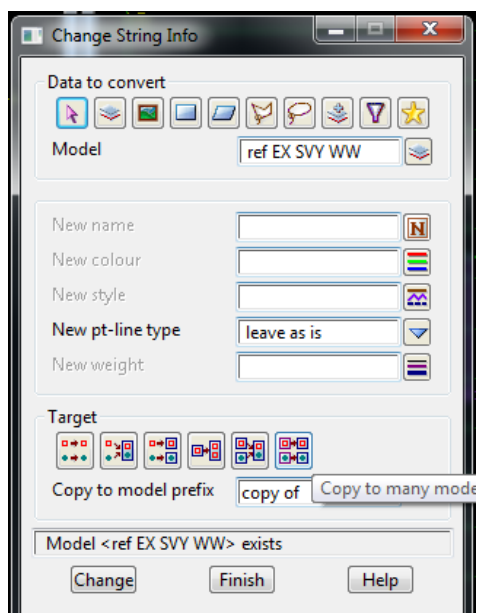 Change String Info
Data to convert
Model ref EX SVY WW
New name N
New colour
New style
New pt-line type leave as is
New weight
Target
Copy to model prefix copy of Copy to many mode
Model <ref EX SVY WW> exists
Change Finish Help